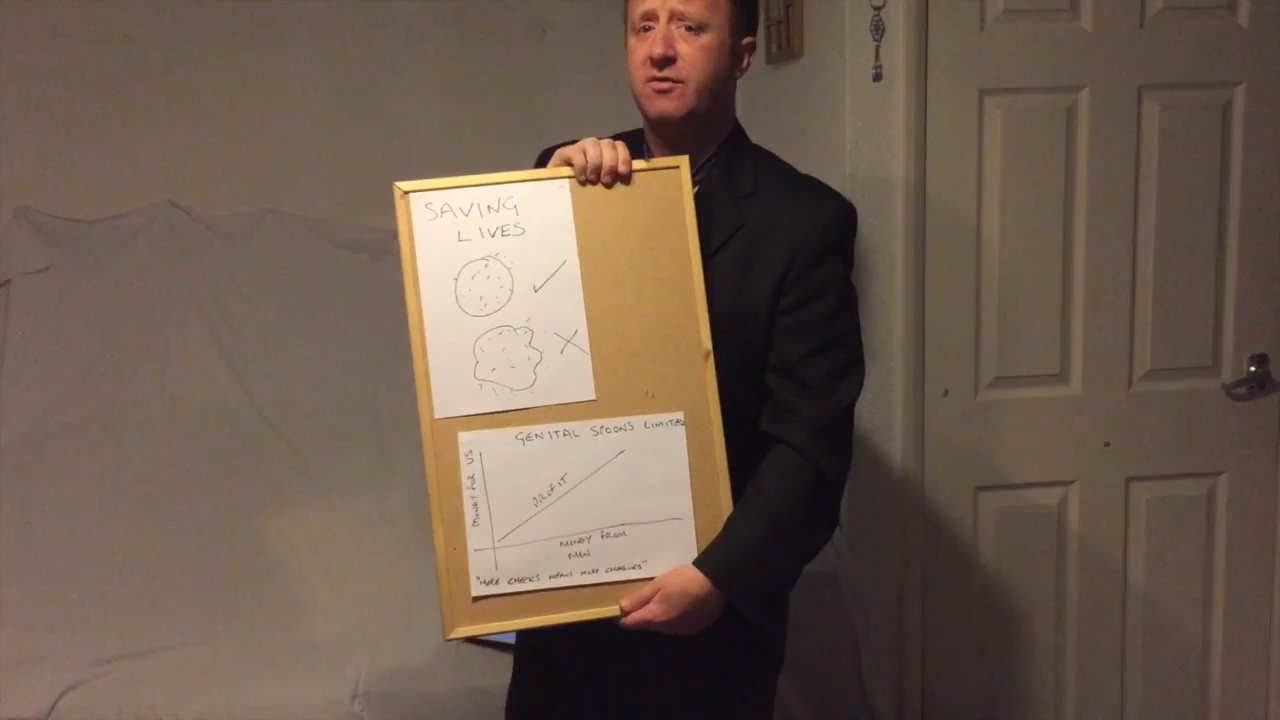 SAVING
LIVES
GENITAL SPOONS LIMITED
MONEY FOR US
PROFIT
MONEY FROM
MEN
"MORE CHECKS MEANS MORE CHARLIES"